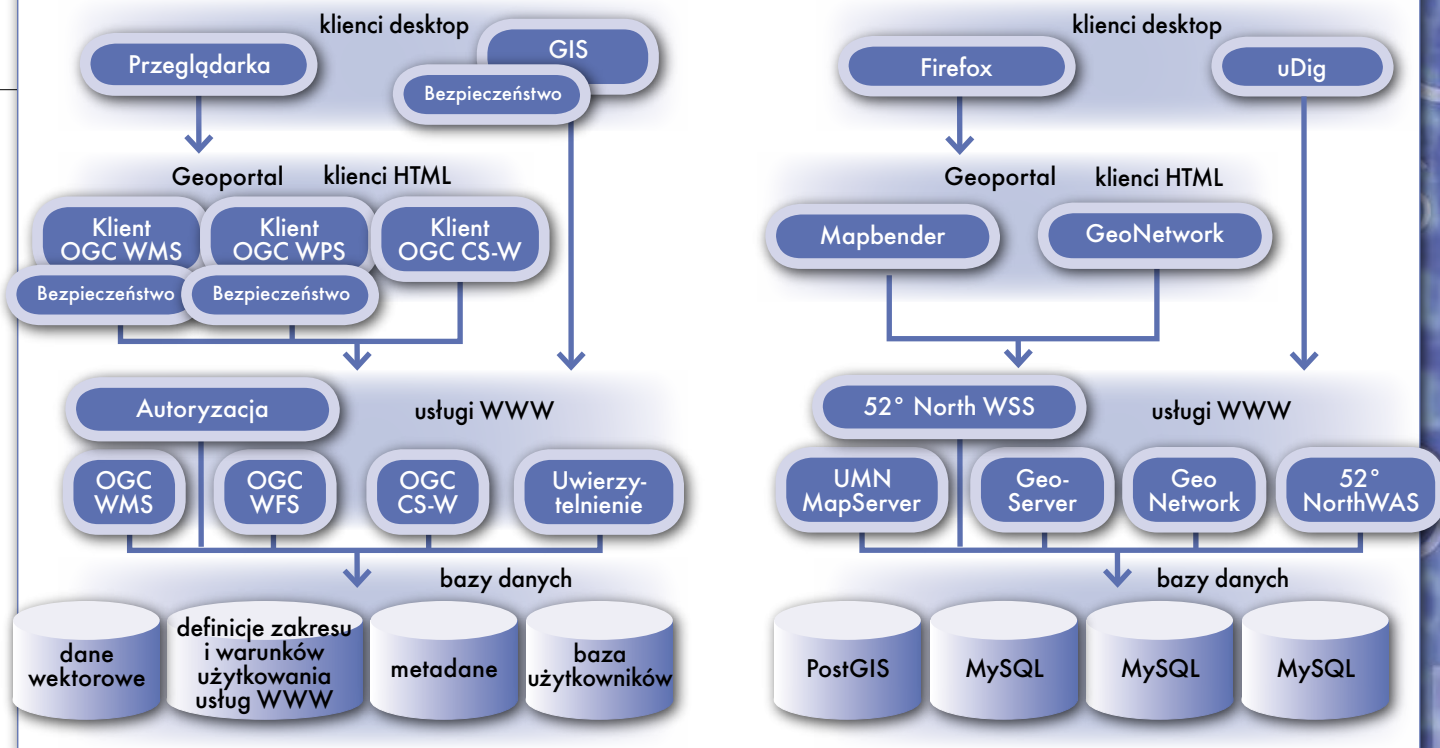 klienci desktop
Przeglądarka
GIS
Bezpieczeństwo
Geoportal
klienci HTML
Klient
OGC WMS
Klient
OGC WPS
Klient
OGC CS-W
Bezpieczeństwo
Bezpieczeństwo
Autoryzacja
usługi WWW
OGC
WMS
OGC
WFS
OGC
CS-W
Uwierzy-
telnienie
bazy danych
dane
wektorowe
definicje zakresu
i warunków
użytkowania
usług WWW
metadane
baza
użytkowników
klienci desktop
Firefox
uDig
Geoportal
klienci HTML
Mapbender
GeoNetwork
52° North WSS
usługi WWW
UMN
MapServer
Geo-
Server
Geo
Network
52°
NorthWAS
bazy danych
PostGIS
MySQL
MySQL
MySQL